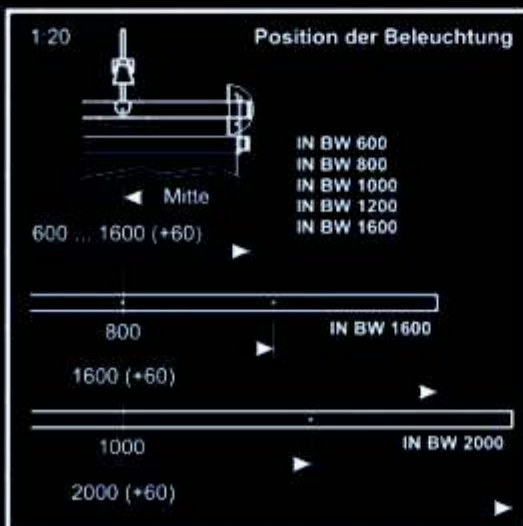 1:20
Position der Beleuchtung
IN BW 600
IN BW 800
IN BW 1000
IN BW 1200
IN BW 1600
Mitte
600 ... 1600 (+60)
800
IN BW 1600
1600 (+60)
1000
IN BW 2000
2000 (+60)